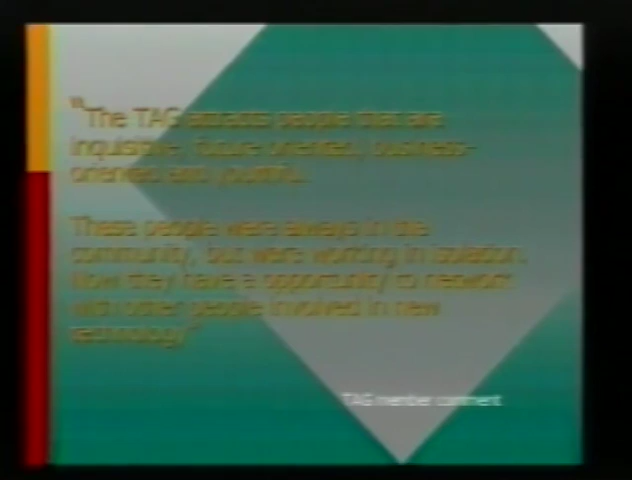 "The TAG attracts people that are
inquisitive, future oriented, business-
oriented and youthful.
These people were always in the
community, but were working in isolation.
Now they have a opportunity to network
with other people involved in new
technology"
TAG member comment